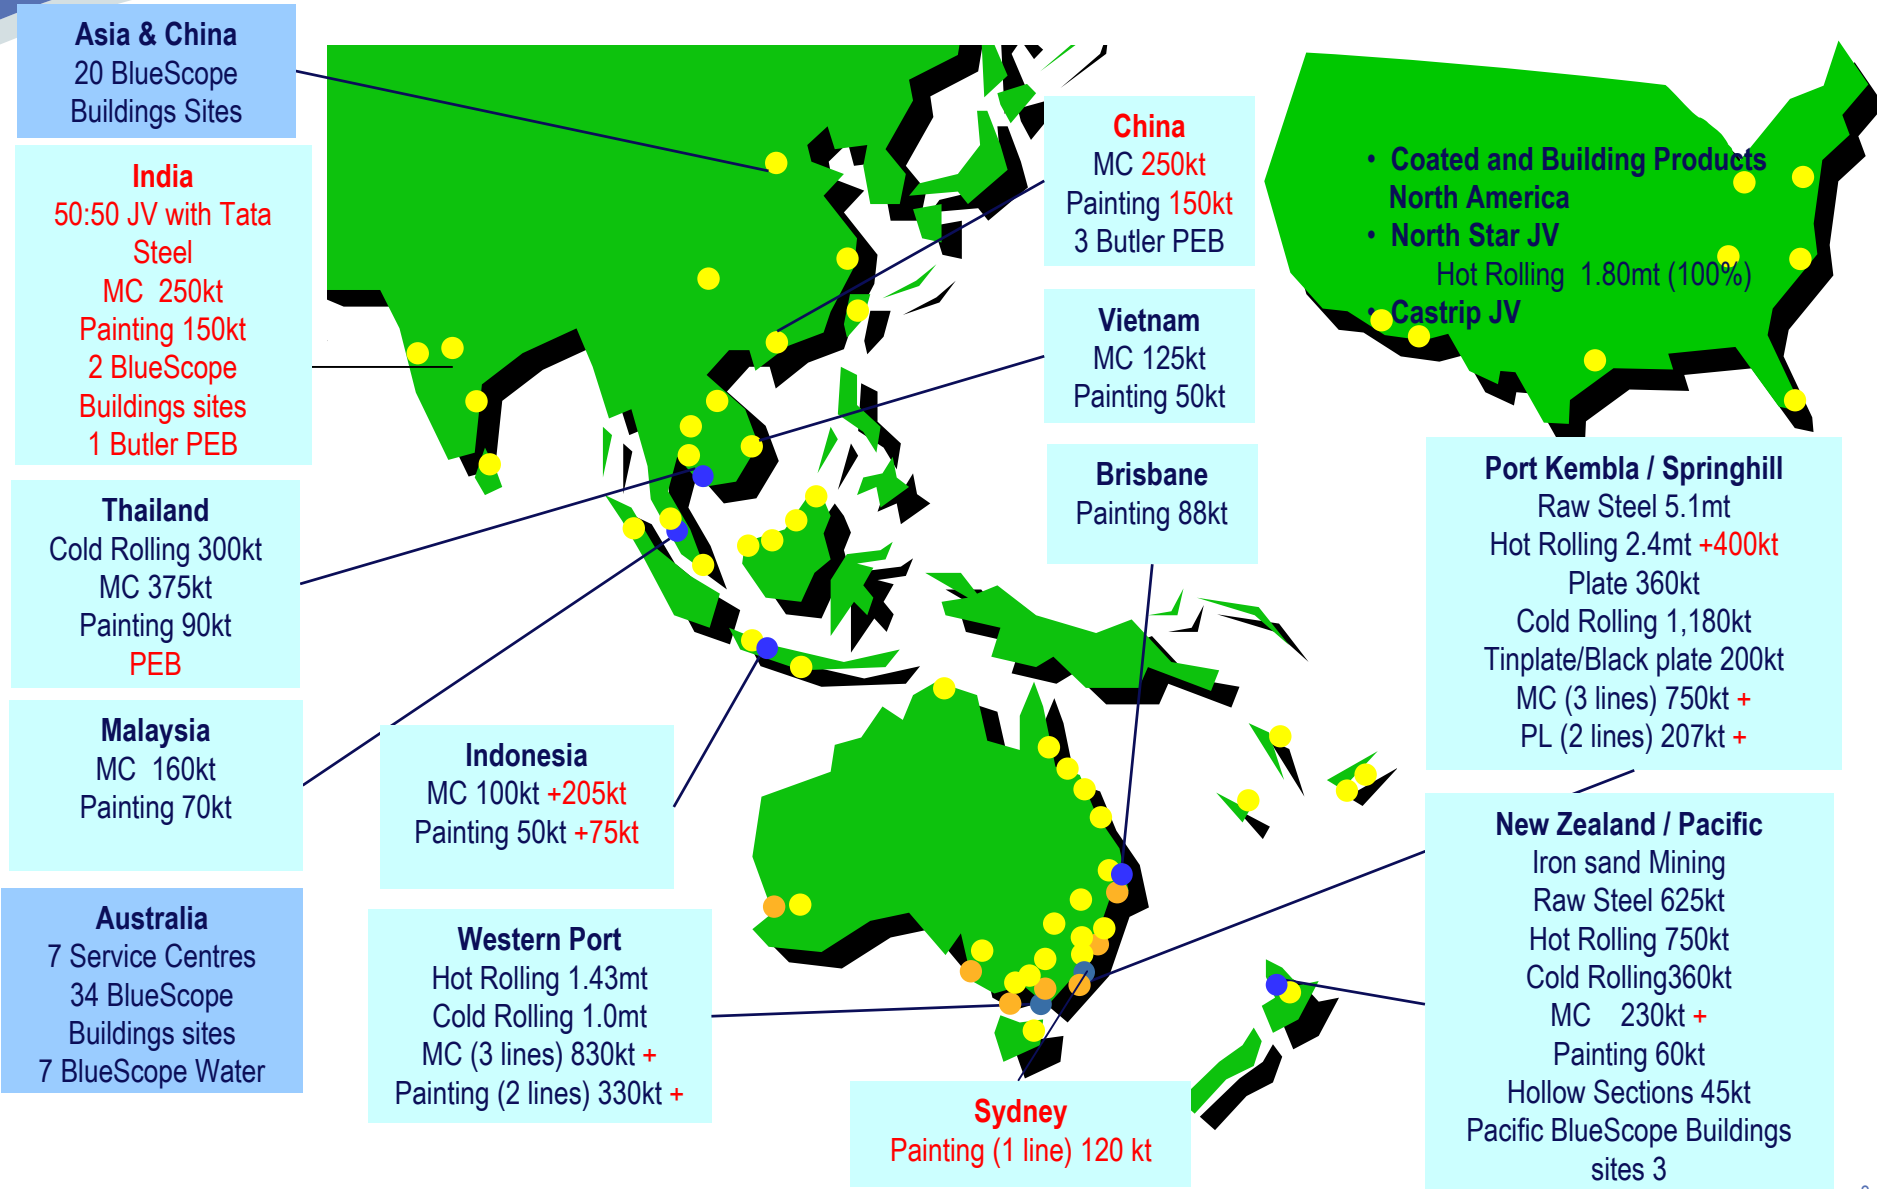 Asia & China
20 BlueScope
Buildings Sites
India
50:50 JV with Tata
Steel
MC 250kt
Painting 150kt
2 BlueScope
Buildings sites
1 Butler PEB
Thailand
Cold Rolling 300kt
MC 375kt
Painting 90kt
PEB
Malaysia
MC 160kt
Painting 70kt
Australia
7 Service Centres
34 BlueScope
Buildings sites
7 BlueScope Water
Indonesia
MC 100kt +205kt
Painting 50kt +75kt
Western Port
Hot Rolling 1.43mt
Cold Rolling 1.0mt
MC (3 lines) 830kt +
Painting (2 lines) 330kt +
Sydney
Painting (1 line) 120 kt
China
MC 250kt
Painting 150kt
3 Butler PEB
Vietnam
MC 125kt
Painting 50kt
Brisbane
Painting 88kt
• Coated and Building Products
North America
• North Star JV
Hot Rolling 1.80mt (100%)
• Castrip JV
Port Kembla / Springhill
Raw Steel 5.1mt
Hot Rolling 2.4mt +400kt
Plate 360kt
Cold Rolling 1,180kt
Tinplate/Black plate 200kt
MC (3 lines) 750kt +
PL (2 lines) 207kt +
New Zealand / Pacific
Iron sand Mining
Raw Steel 625kt
Hot Rolling 750kt
Cold Rolling360kt
MC 230kt +
Painting 60kt
Hollow Sections 45kt
Pacific BlueScope Buildings
sites 3